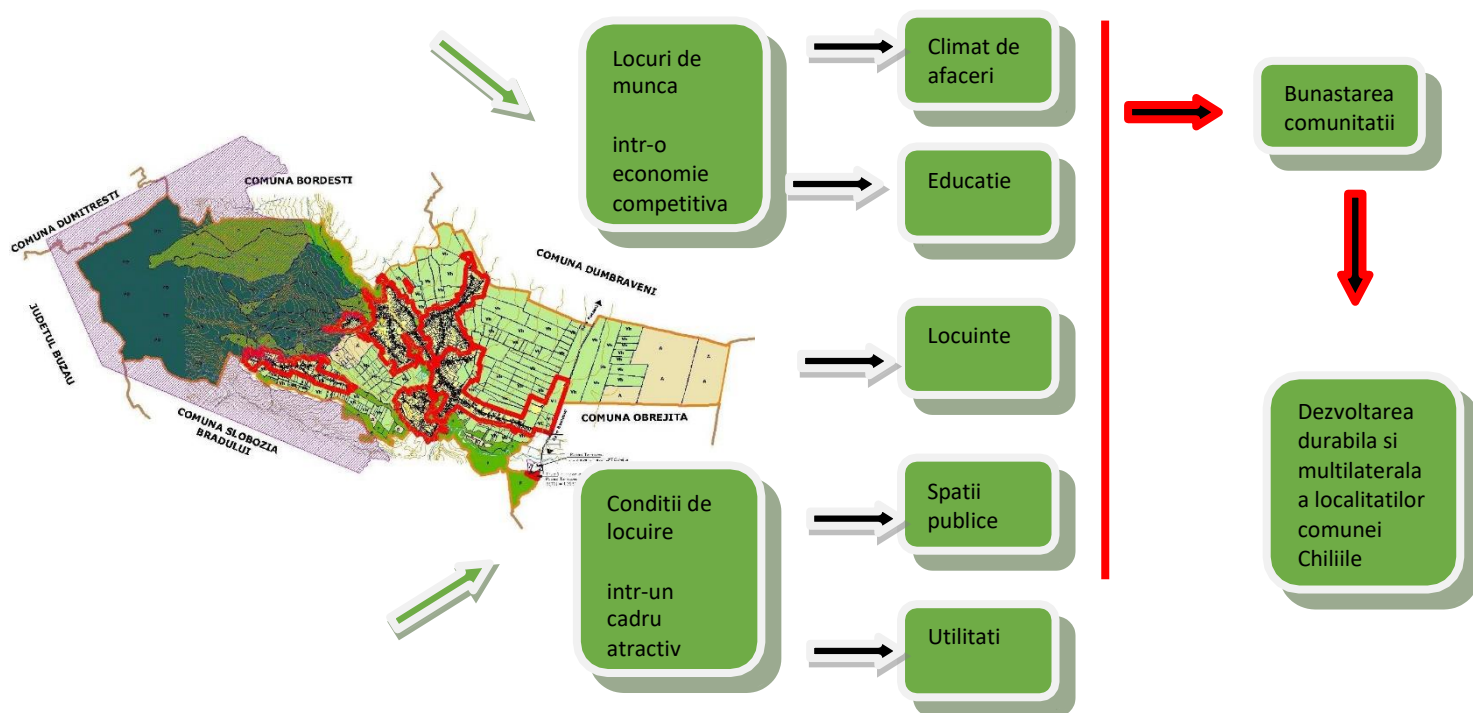 Locuri de
munca
intr-o
economie
competitiva
Climat de
afaceri
Educatie
Locuinte
Spatii
publice
Utilitati
Bunastarea
comunitatii
Dezvoltarea
durabila si
multilaterala
a localitatilor
comunei
Chiliile
Conditii de
locuire
intr-un
cadru
atractiv
COMUNA DUMITRESTI
COMUNA BORDESTI
COMUNA DUMBRAVENI
JUDETUL BUZAU
COMUNA OBREJITA
COMUNA SLOBOZIA
BRADULUI